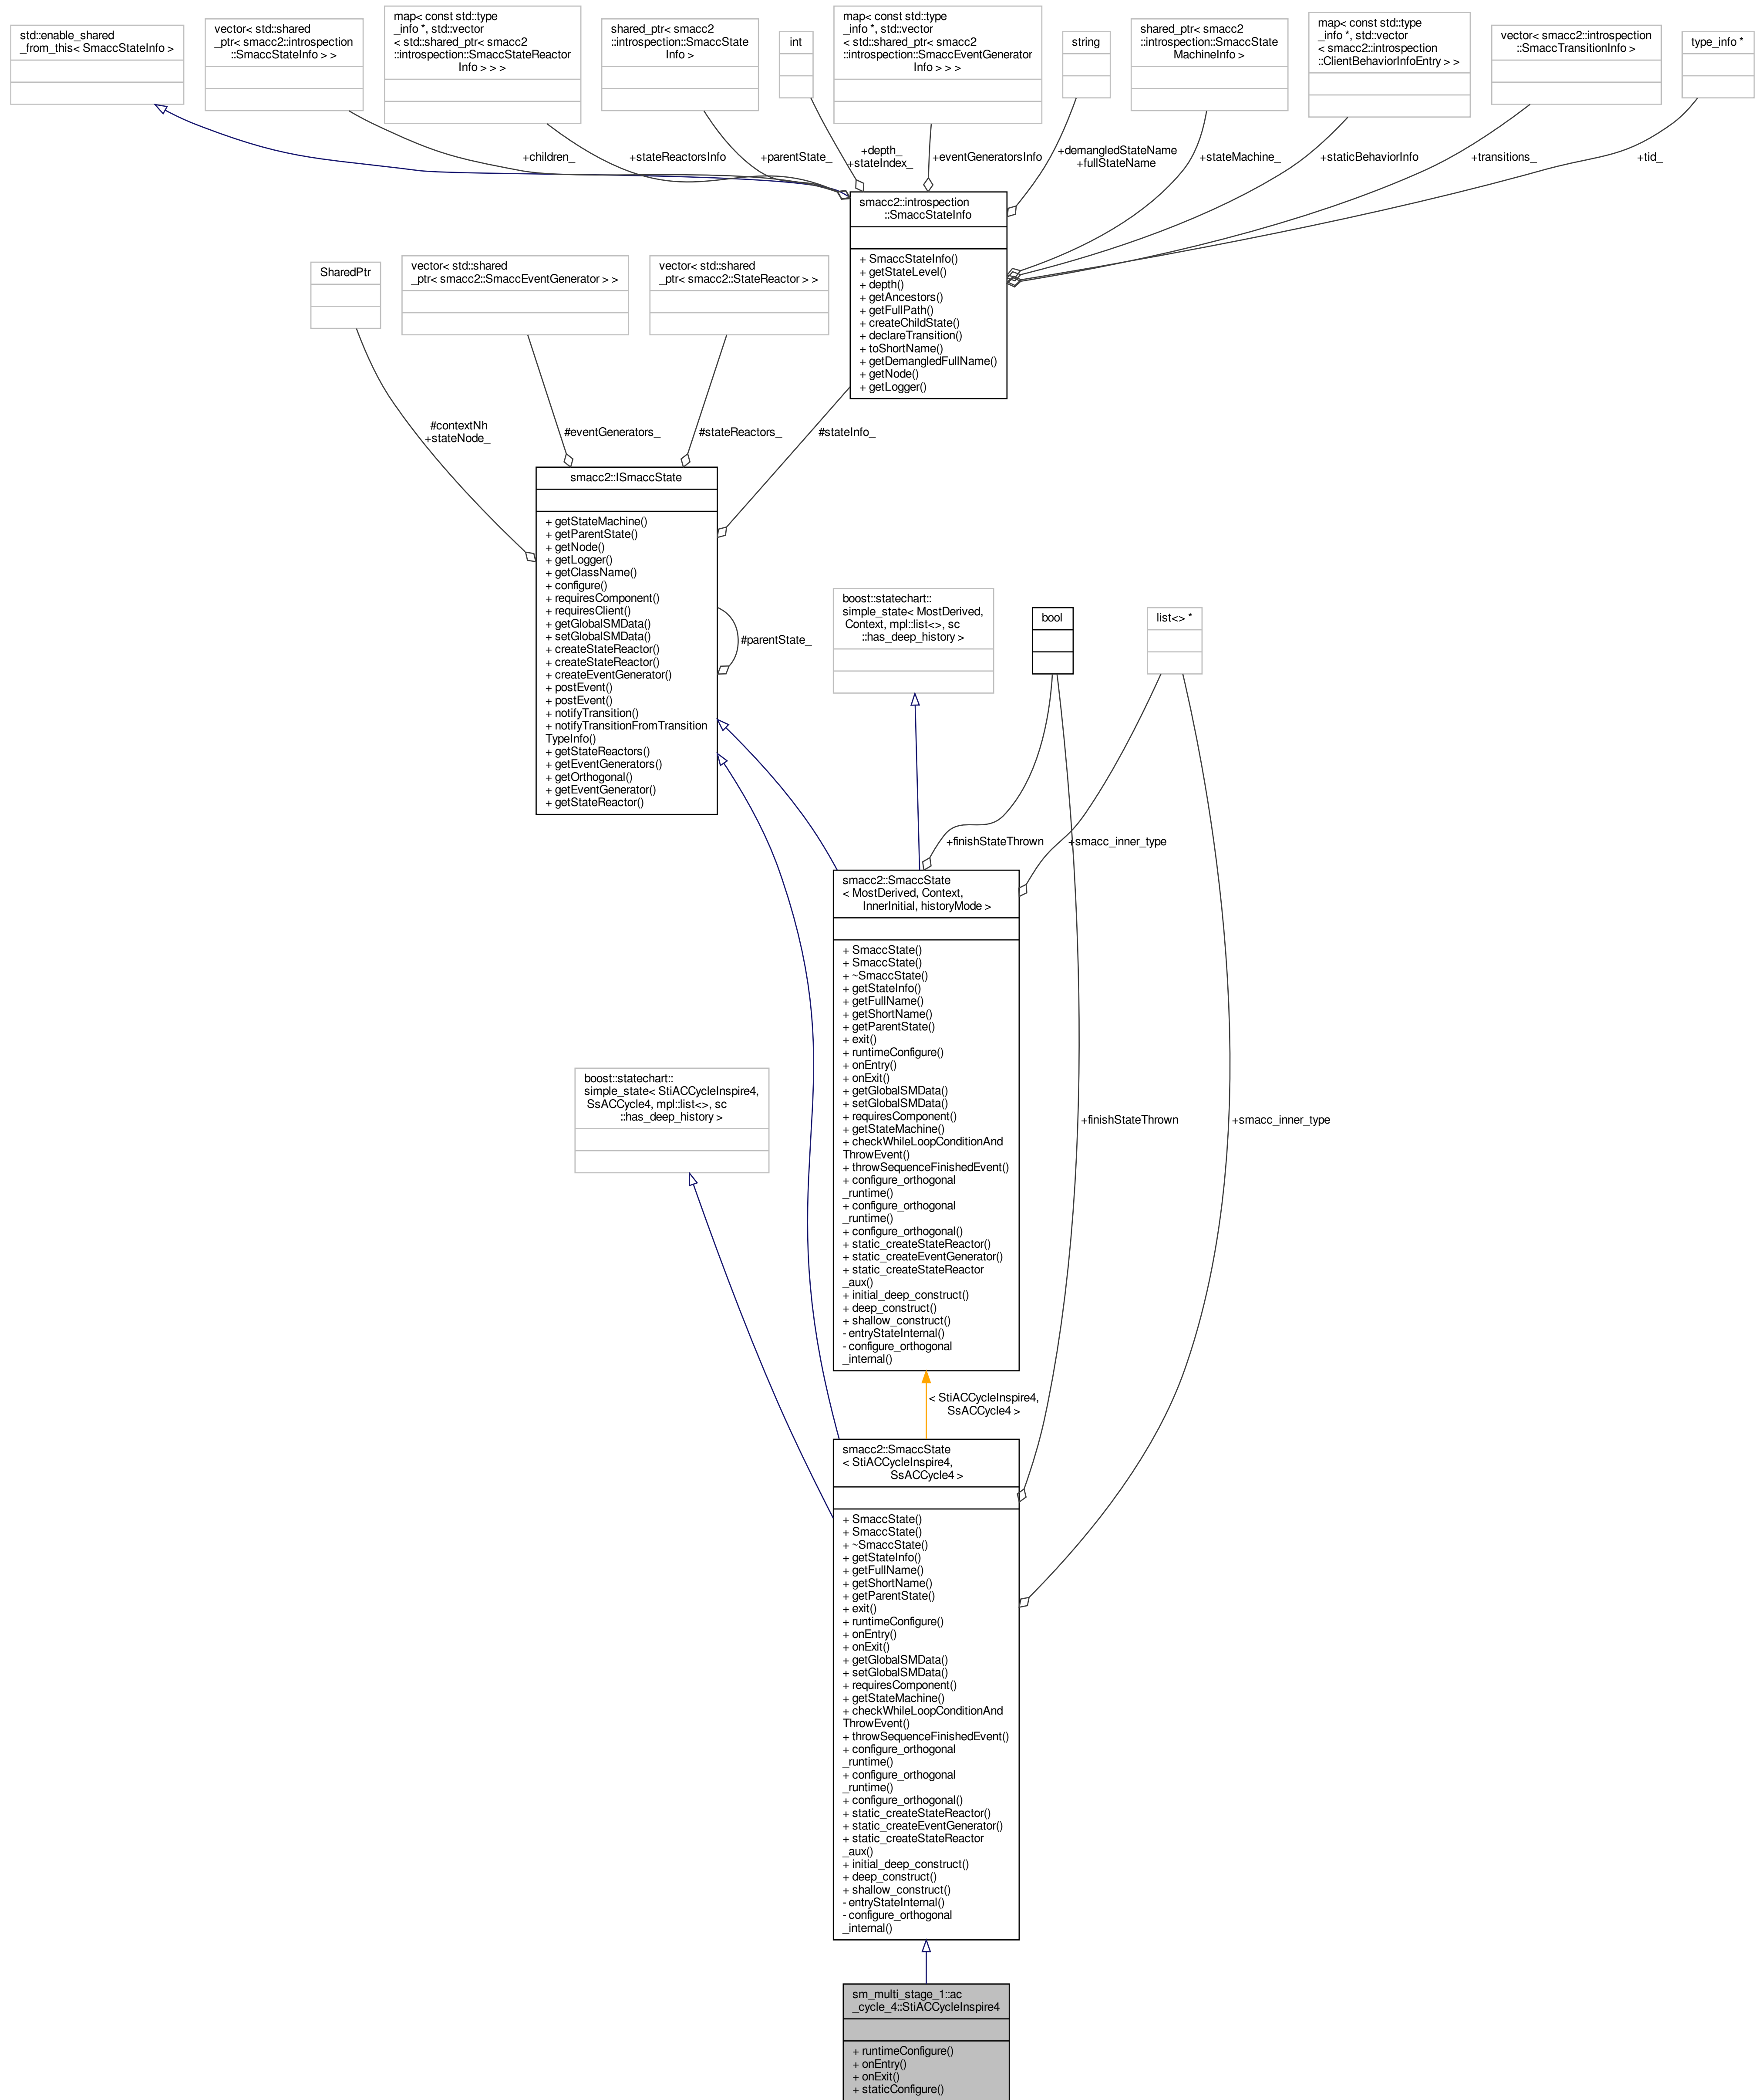 std::enable_shared
_from_this< SmaccStateInfo >
vector< std::shared
_ptr< smacc2::introspection
::SmaccStateInfo > >
map< const std::type
_info *, std::vector
< std::shared_ptr< smacc2
::introspection::SmaccStateReactor
Info > > >
shared_ptr< smacc2
::introspection::SmaccState
Info >
int
map< const std::type
_info *, std::vector
< std::shared_ptr< smacc2
::introspection::SmaccEventGenerator
Info > > >
string
shared_ptr< smacc2
::introspection::SmaccState
MachineInfo >
map< const std::type
_info *, std::vector
< smacc2::introspection
::ClientBehaviorInfoEntry > >
vector< smacc2::introspection
::SmaccTransitionInfo >
type_info *
+children_
+stateReactorsInfo
+parentState_
+depth_
+stateIndex_
+eventGeneratorsInfo
+demangledStateName
+fullStateName
+stateMachine_
+staticBehaviorInfo
+transitions_
+tid_
smacc2::introspection
::SmaccStateInfo
+ SmaccStateInfo()
+ getStateLevel()
+ depth()
+ getAncestors()
+ getFullPath()
+ createChildState()
+ declareTransition()
+ toShortName()
+ getDemangledFullName()
+ getNode()
+ getLogger()
SharedPtr
vector< std::shared
_ptr< smacc2::SmaccEventGenerator > >
vector< std::shared
_ptr< smacc2::StateReactor > >
#contextNh
+stateNode_
#eventGenerators_
#stateReactors_
#stateInfo_
smacc2::ISmaccState
+ getStateMachine()
+ getParentState()
+ getNode()
+ getLogger()
+ getClassName()
+ configure()
+ requiresComponent()
+ requiresClient()
+ getGlobalSMData()
+ setGlobalSMData()
+ createStateReactor()
+ createStateReactor()
+ createEventGenerator()
+ postEvent()
+ postEvent()
+ notifyTransition()
+ notifyTransitionFromTransition
TypeInfo()
+ getStateReactors()
+ getEventGenerators()
+ getOrthogonal()
+ getEventGenerator()
+ getStateReactor()
#parentState_
boost::statechart::
simple_state< MostDerived,
Context, mpl::list<>, sc
::has_deep_history >
bool
list<> *
+finishStateThrown
+smacc_inner_type
smacc2::SmaccState
< MostDerived, Context,
InnerInitial, historyMode >
+ SmaccState()
+ SmaccState()
+ ~SmaccState()
+ getStateInfo()
+ getFullName()
+ getShortName()
+ getParentState()
+ exit()
+ runtimeConfigure()
+ onEntry()
+ onExit()
+ getGlobalSMData()
+ setGlobalSMData()
+ requiresComponent()
+ getStateMachine()
+ checkWhileLoopConditionAnd
ThrowEvent()
+ throwSequenceFinishedEvent()
+ configure_orthogonal
_runtime()
+ configure_orthogonal
_runtime()
+ configure_orthogonal()
+ static_createStateReactor()
+ static_createEventGenerator()
+ static_createStateReactor
_aux()
+ initial_deep_construct()
+ deep_construct()
+ shallow_construct()
- entryStateInternal()
- configure_orthogonal
_internal()
boost::statechart::
simple_state< StiACCycleInspire4,
SsACCycle4, mpl::list<>, sc
::has_deep_history >
+finishStateThrown
+smacc_inner_type
< StiACCycleInspire4,
SsACCycle4 >
smacc2::SmaccState
< StiACCycleInspire4,
SsACCycle4 >
+ SmaccState()
+ SmaccState()
+ ~SmaccState()
+ getStateInfo()
+ getFullName()
+ getShortName()
+ getParentState()
+ exit()
+ runtimeConfigure()
+ onEntry()
+ onExit()
+ getGlobalSMData()
+ setGlobalSMData()
+ requiresComponent()
+ getStateMachine()
+ checkWhileLoopConditionAnd
ThrowEvent()
+ throwSequenceFinishedEvent()
+ configure_orthogonal
_runtime()
+ configure_orthogonal
_runtime()
+ configure_orthogonal()
+ static_createStateReactor()
+ static_createEventGenerator()
+ static_createStateReactor
_aux()
+ initial_deep_construct()
+ deep_construct()
+ shallow_construct()
- entryStateInternal()
- configure_orthogonal
_internal()
sm_multi_stage_1::ac
_cycle_4::StiACCycleInspire4
+ runtimeConfigure()
+ onEntry()
+ onExit()
+ staticConfigure()